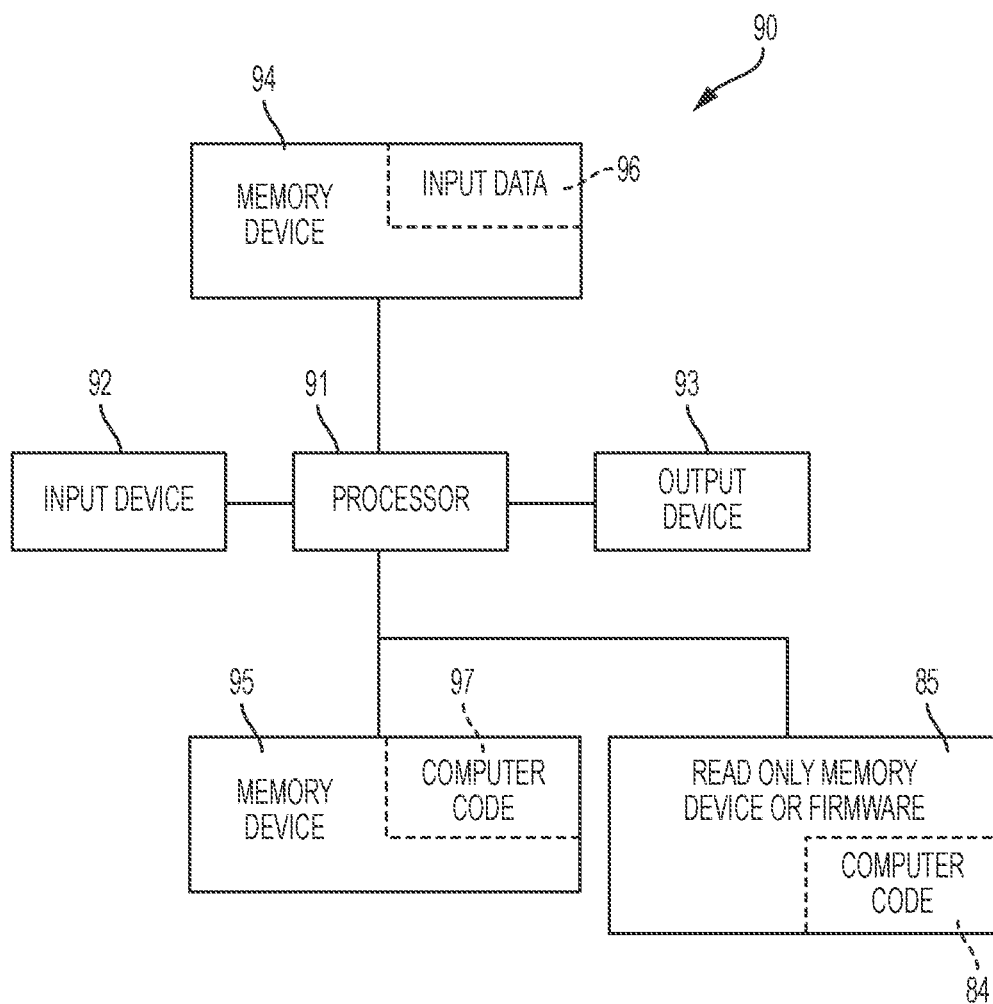 90
94
MEMORY
DEVICE
INPUT DATA
96
92
91
93
INPUT DEVICE
PROCESSOR
OUTPUT
DEVICE
95
97
85
MEMORY
DEVICE
COMPUTER
CODE
READ ONLY MEMORY
DEVICE OR FIRMWARE
COMPUTER
CODE
84